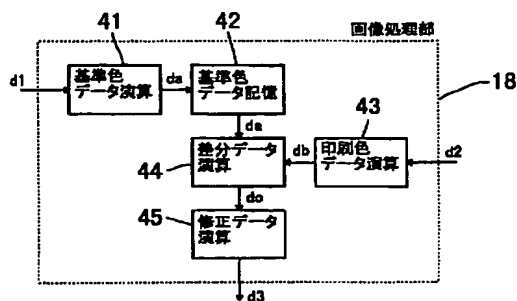 画像処理部
41
42
d1
基準色
データ演算
da
基準色
データ記憶
18
da
43
44
差分データ
演算
db
印刷色
データ演算
d2
do
45
修正データ
演算
d3